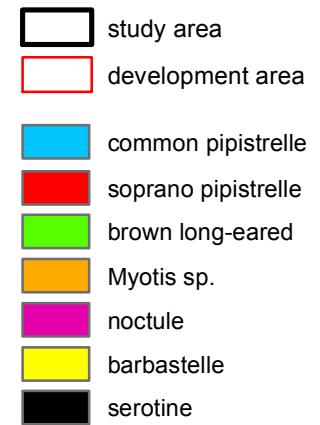 study area
development area
common pipistrelle
soprano pipistrelle
brown long-eared
Myotis sp.
noctule
barbastelle
serotine